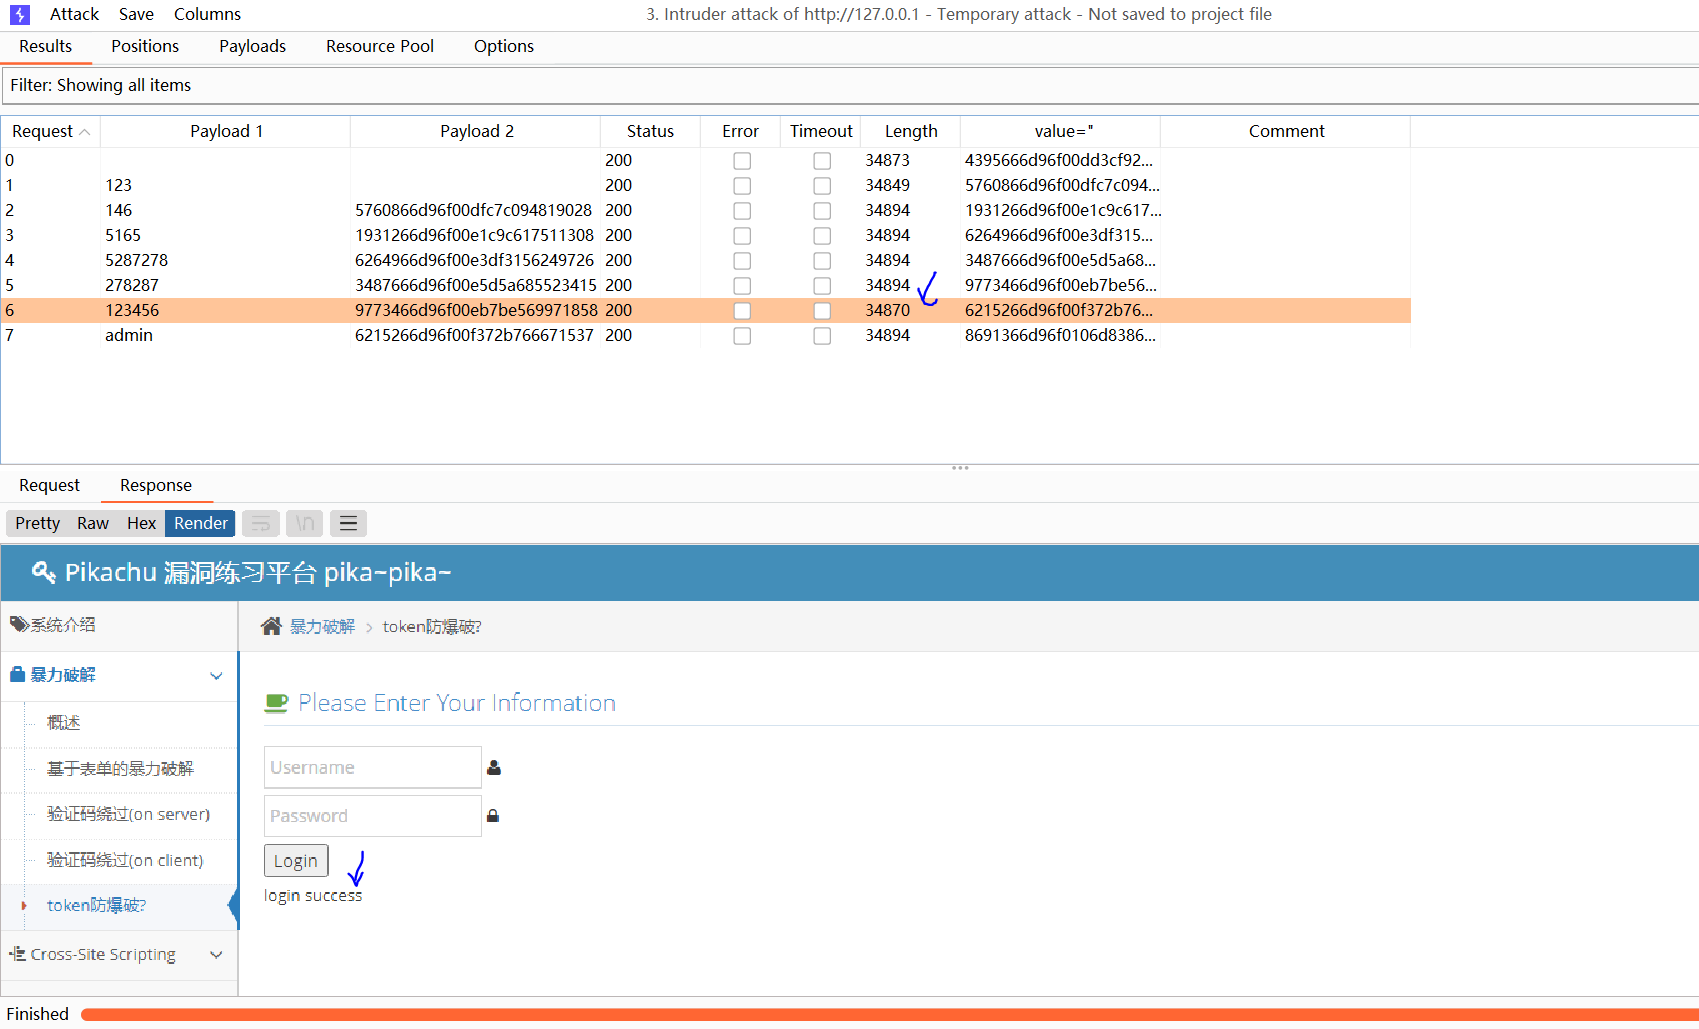 Attack Save Columns 3. Intruder attack of http://127.0.0.1 - Temporary attack - Not saved to project file
Results Positions Payloads Resource Pool Options
Filter: Showing all items
Request Payload 1 Payload 2 Status Error Timeout Length value=" Comment
0 200 34873 4395666d96f00dd3cf92...
1 123 200 34849 5760866d96f00dfc7c094...
2 146 5760866d96f00dfc7c094819028 200 34894 1931266d96f00e1c9c617...
3 5165 1931266d96f00e1c9c617511308 200 34894 6264966d96f00e3df315...
4 5287278 6264966d96f00e3df3156249726 200 34894 3487666d96f00e5d5a68...
5 278287 3487666d96f00e5d5a685523415 200 34894 9773466d96f00eb7be56...
6 123456 9773466d96f00eb7be569971858 200 34870 6215266d96f00f372b76...
7 admin 6215266d96f00f372b766671537 200 34894 8691366d96f0106d8386...
Request Response
Pretty Raw Hex Render \n
Pikachu 漏洞练习平台 pika~pika~
系统介绍
暴力破解 > token防爆破?
暴力破解
概述
Please Enter Your Information
基于表单的暴力破解
Username
验证码绕过(on server)
Password
验证码绕过(on client)
Login
login success
token防爆破?
Cross-Site Scripting
Finished